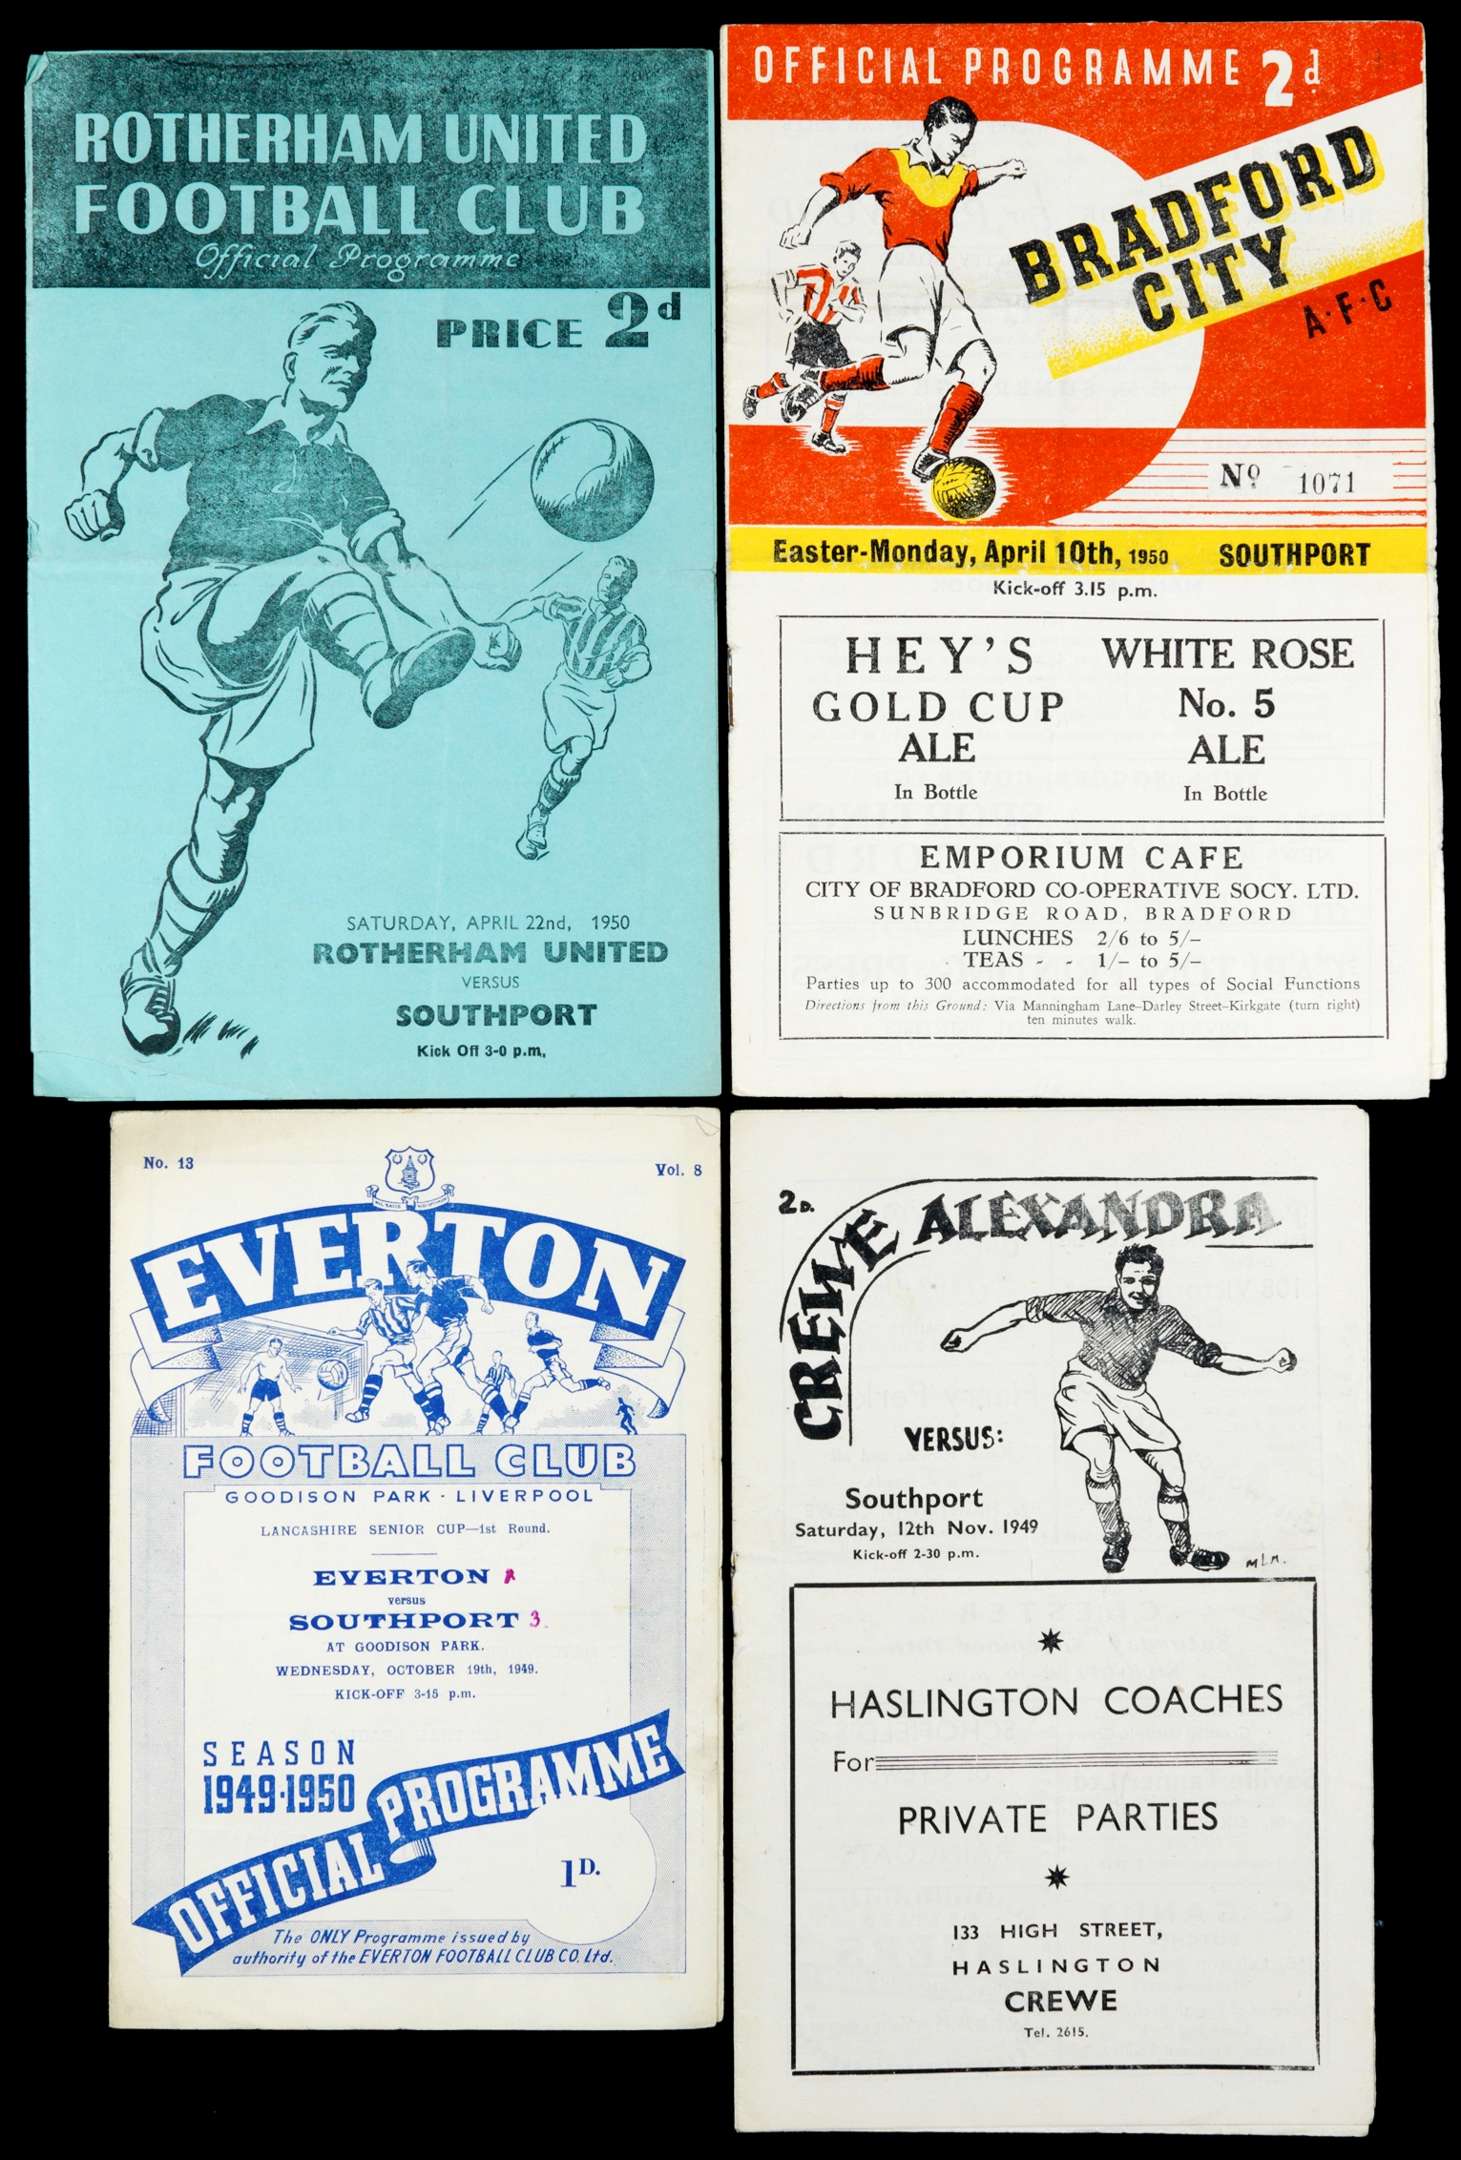 ROTHERHAM UNITED
FOOTBALL CLUB
Official Programme
PRICE 2d
SATURDAY, APRIL 22nd, 1950
ROTHERHAM UNITED
VERSUS
SOUTHPORT
Kick Off 3-0 p.m,
OFFICIAL PROGRAMME 2d
BRADFORD
CITY
A·F·C
No 1071
Easter-Monday, April 10th, 1950 SOUTHPORT
Kick-off 3.15 p.m.
HEY'S
GOLD CUP
ALE
In Bottle
WHITE ROSE
No. 5
ALE
In Bottle
EMPORIUM CAFE
CITY OF BRADFORD CO-OPERATIVE SOCY. LTD.
SUNBRIDGE ROAD, BRADFORD
LUNCHES 2/6 to 5/-
TEAS - - 1/- to 5/-
Parties up to 300 accommodated for all types of Social Functions
Directions from this Ground: Via Manningham Lane–Darley Street–Kirkgate (turn right)
ten minutes walk.
No. 13
Vol. 8
EVERTON
FOOTBALL CLUB
GOODISON PARK - LIVERPOOL
LANCASHIRE SENIOR CUP—1st Round.
EVERTON
versus
SOUTHPORT 3
AT GOODISON PARK.
WEDNESDAY, OCTOBER 19th, 1949.
KICK-OFF 3-15 p.m.
SEASON
1949·1950
OFFICIAL PROGRAMME
1D.
The ONLY Programme issued by
authority of the EVERTON FOOTBALL CLUB CO. Ltd.
2D.
CREWE ALEXANDRA
VERSUS:
Southport
Saturday, 12th Nov. 1949
Kick-off 2-30 p.m.
MLM.
HASLINGTON COACHES
For
PRIVATE PARTIES
133 HIGH STREET,
HASLINGTON
CREWE
Tel. 2615.